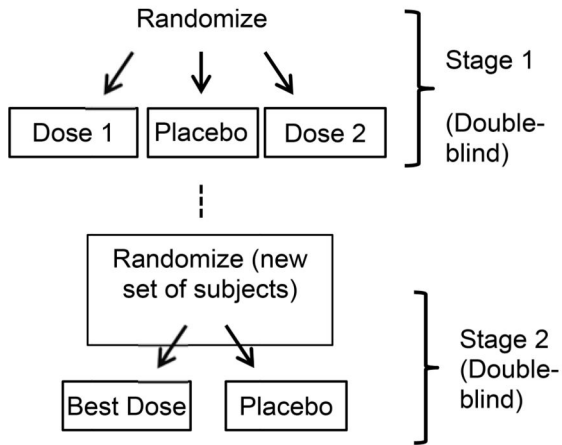 Randomize
Stage 1
Dose 1
Placebo
Dose 2
(Double-
blind)
Randomize (new
set of subjects)
Stage 2
(Double-
blind)
Best Dose
Placebo